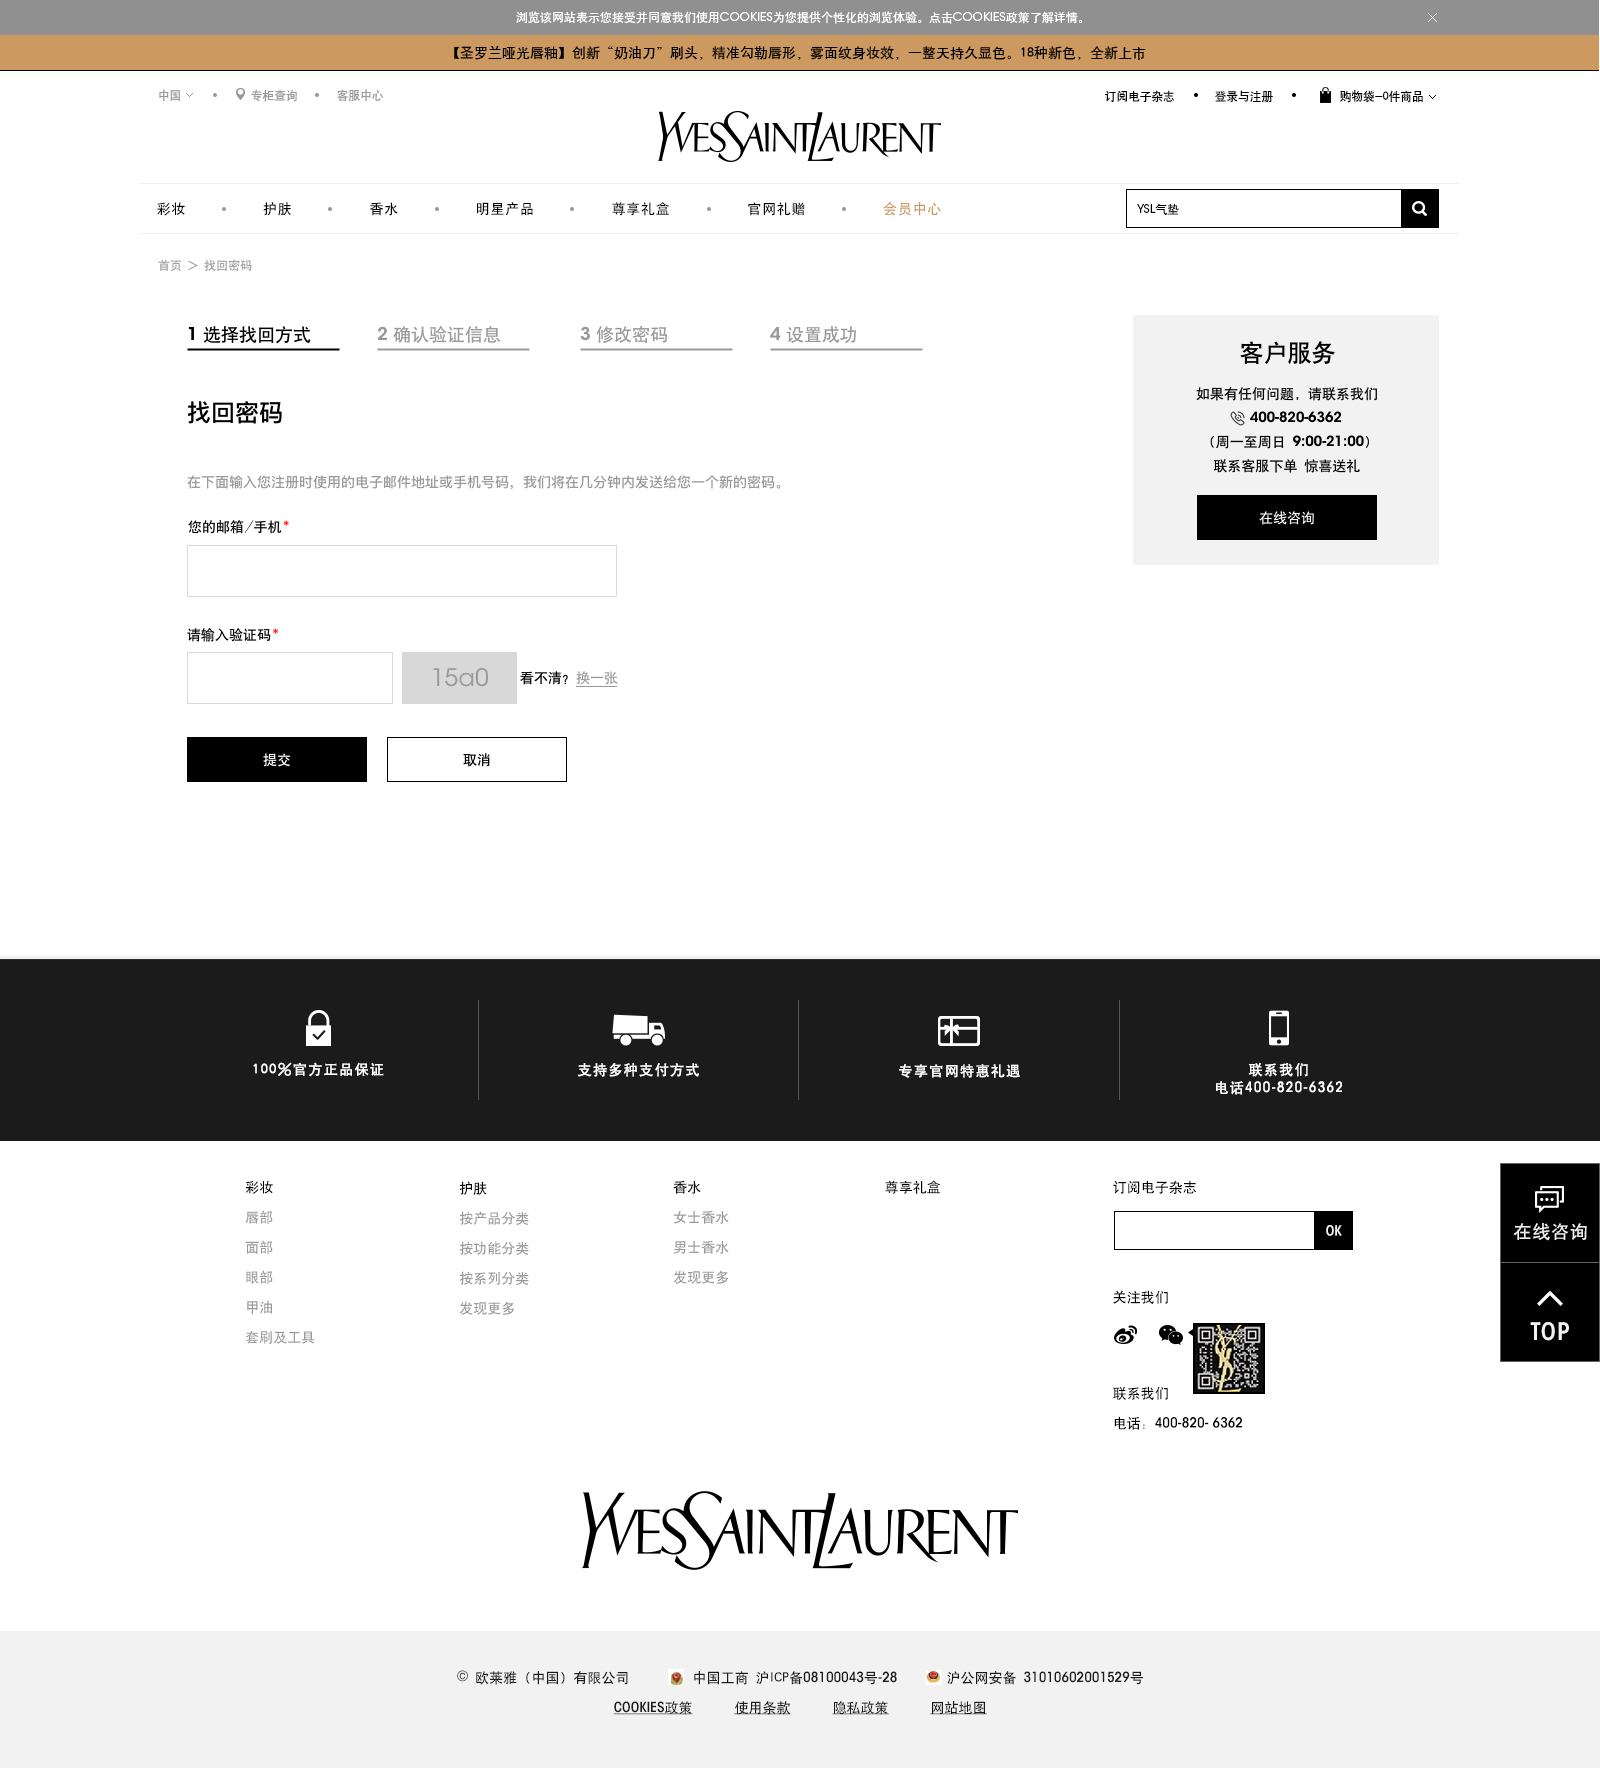 浏览该网站表示您接受并同意我们使用COOKIES为您提供个性化的浏览体验。点击COOKIES政策了解详情。
【圣罗兰哑光唇釉】创新“奶油刀”刷头，精准勾勒唇形，雾面纹身妆效，一整天持久显色。18种新色，全新上市
中国 • 专柜查询 • 客服中心
订阅电子杂志 • 登录与注册 • 购物袋—0件商品
YVESSAINTLAURENT
彩妆 • 护肤 • 香水 • 明星产品 • 尊享礼盒 • 官网礼赠 • 会员中心
YSL气垫
首页 > 找回密码
1 选择找回方式
2 确认验证信息
3 修改密码
4 设置成功
找回密码
在下面输入您注册时使用的电子邮件地址或手机号码，我们将在几分钟内发送给您一个新的密码。
您的邮箱/手机*
请输入验证码*
15a0 看不清? 换一张
提交
取消
客户服务
如果有任何问题，请联系我们
400-820-6362
（周一至周日 9:00-21:00）
联系客服下单 惊喜送礼
在线咨询
100%官方正品保证
支持多种支付方式
专享官网特惠礼遇
联系我们
电话400-820-6362
彩妆
唇部
面部
眼部
甲油
套刷及工具
护肤
按产品分类
按功能分类
按系列分类
发现更多
香水
女士香水
男士香水
发现更多
尊享礼盒
订阅电子杂志
OK
关注我们
联系我们
电话：400-820- 6362
在线咨询
TOP
YVESSAINTLAURENT
© 欧莱雅（中国）有限公司 中国工商 沪ICP备08100043号-28 沪公网安备 31010602001529号
COOKIES政策 使用条款 隐私政策 网站地图